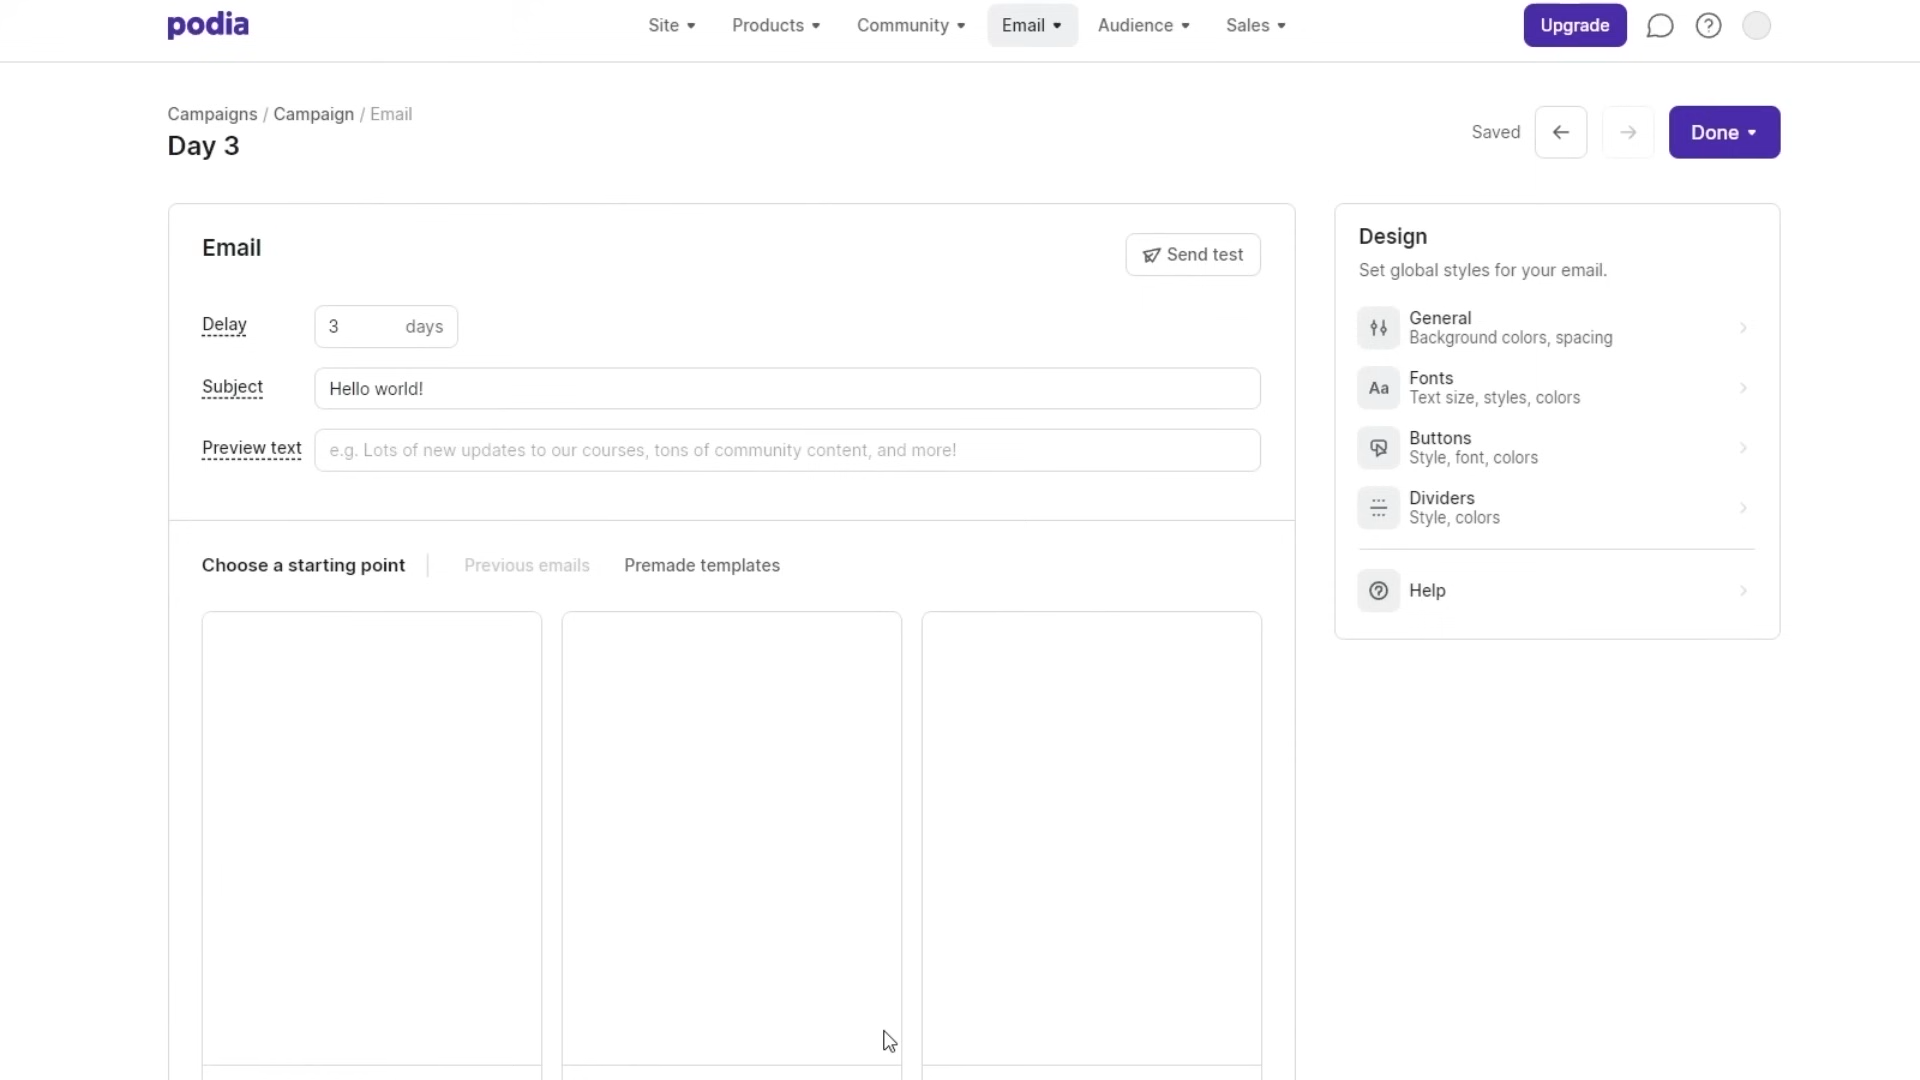 podia
Site
Products
Community
Email
Audience
Sales
Upgrade
Campaigns / Campaign / Email
Day 3
Saved
Done
Email
Send test
Delay
3 days
Subject
Hello world!
Preview text
e.g. Lots of new updates to our courses, tons of community content, and more!
Choose a starting point
Previous emails
Premade templates
Design
Set global styles for your email.
General
Background colors, spacing
Aa
Fonts
Text size, styles, colors
Buttons
Style, font, colors
Dividers
Style, colors
Help